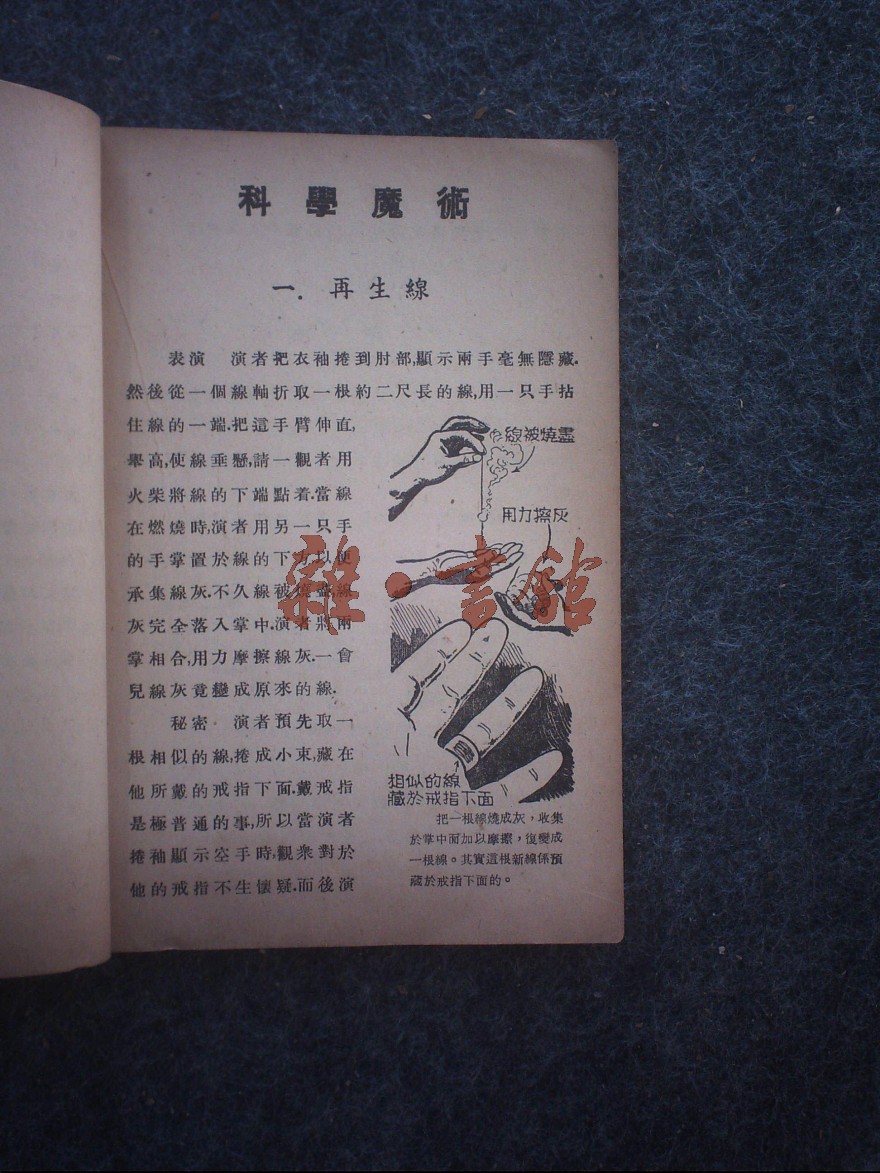 科學魔術
一. 再生線
表演 演者把衣袖捲到肘部,顯示兩手毫無隱藏.
然後從一個線軸折取一根約二尺長的線,用一只手拈
住線的一端.把這手臂伸直,
舉高,使線垂懸,請一觀者用
火柴將線的下端點着.當線
在燃燒時,演者用另一只手
的手掌置於線的下方以便
承集線灰.不久線被燒盡,線
灰完全落入掌中.演者將兩
掌相合,用力摩擦線灰.一會
兒線灰竟變成原來的線.
秘密 演者預先取一
根相似的線,捲成小束,藏在
他所戴的戒指下面.戴戒指
是極普通的事,所以當演者
捲袖顯示空手時,觀衆對於
他的戒指不生懷疑.而後演
線被燒盡
用力擦灰
相似的線
藏於戒指下面
把一根線燒成灰，收集
於掌中而加以摩擦，復變成
一根線。其實這根新線係預
藏於戒指下面的。
雜·書館